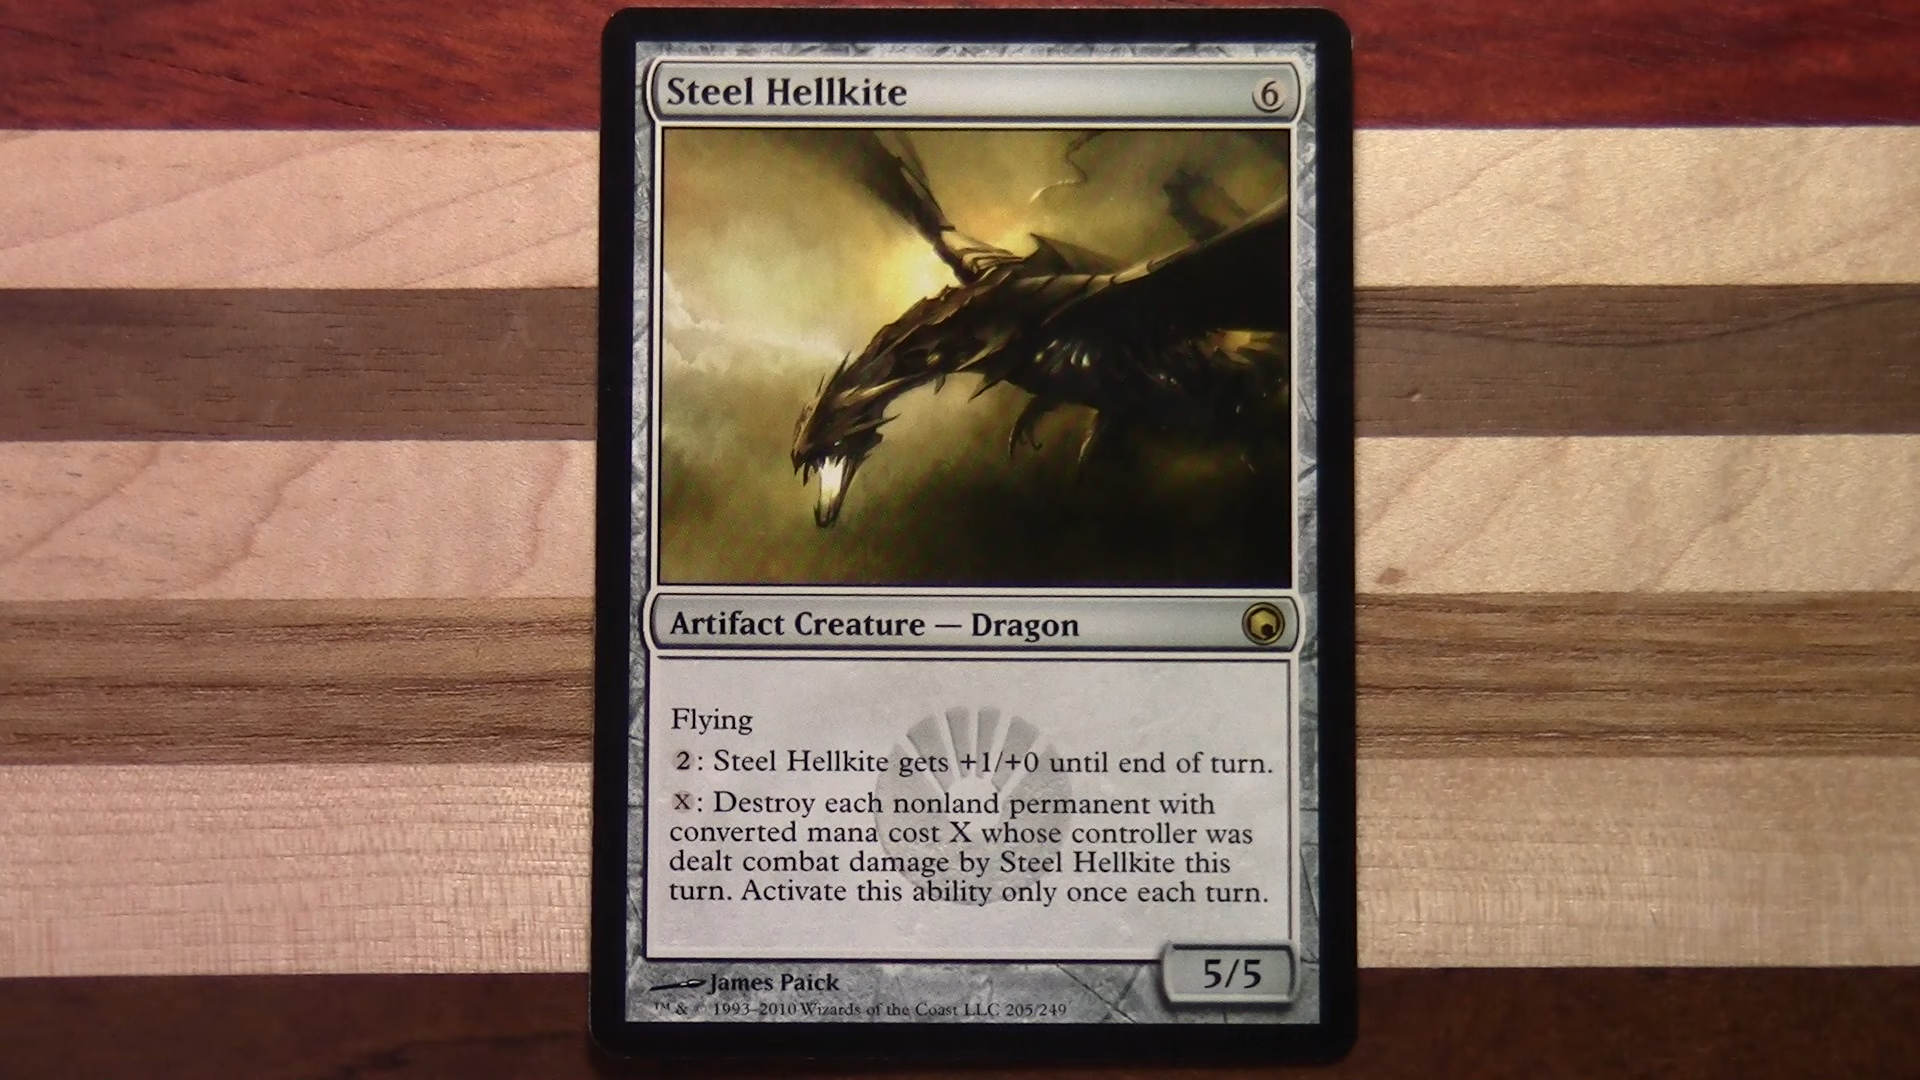 Steel Hellkite 6
Artifact Creature — Dragon
Flying
2: Steel Hellkite gets +1/+0 until end of turn.
X: Destroy each nonland permanent with
converted mana cost X whose controller was
dealt combat damage by Steel Hellkite this
turn. Activate this ability only once each turn.
5/5
James Paick
™ & © 1993–2010 Wizards of the Coast LLC 205/249